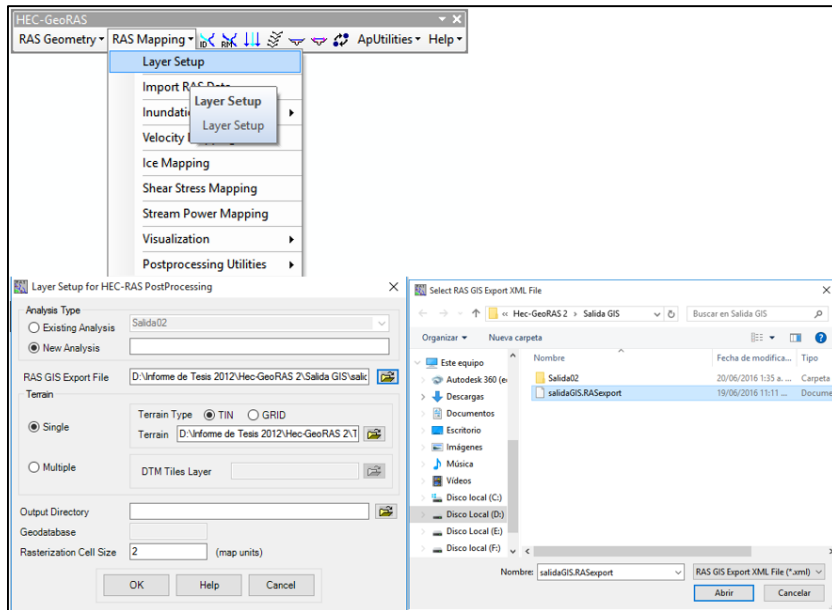 HEC-GeoRAS
RAS Geometry RAS Mapping ID RM ApUtilities Help
Layer Setup
Import RAS Data
Layer Setup
Layer Setup
Ice Mapping
Shear Stress Mapping
Stream Power Mapping
Visualization
Postprocessing Utilities
Layer Setup for HEC-RAS PostProcessing
Analysis Type
Existing Analysis Salida02
New Analysis
RAS GIS Export File D:\Informe de Tesis 2012\Hec-GeoRAS 2\Salida GIS\salic
Terrain
Single
Terrain Type TIN GRID
Terrain D:\Informe de Tesis 2012\Hec-GeoRAS 2\T
Multiple
DTM Tiles Layer
Output Directory
Geodatabase
Rasterization Cell Size 2 (map units)
OK Help Cancel
Select RAS GIS Export XML File
« Hec-GeoRAS 2 › Salida GIS Buscar en Salida GIS
Organizar Nueva carpeta
Este equipo
Autodesk 360 (e
Descargas
Documentos
Escritorio
Imágenes
Música
Vídeos
Disco local (C:)
Disco Local (D:)
Disco Local (E:)
Disco local (F:)
Nombre Fecha de modifica... Tipo
Salida02 20/06/2016 1:35 a. ... Carpeta
salidaGIS.RASexport 19/06/2016 11:11 ... Docume
Nombre: salidaGIS.RASexport RAS GIS Export XML File (*.xml)
Abrir Cancelar